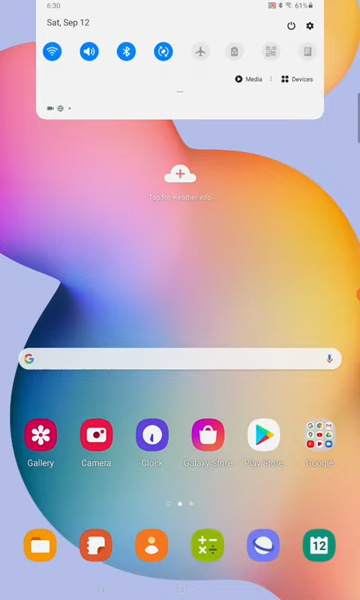 6:30
61%
Sat, Sep 12
Media
Devices
Tap for weather info
Gallery
Camera
Clock
Galaxy Store
Play Store
Google
12